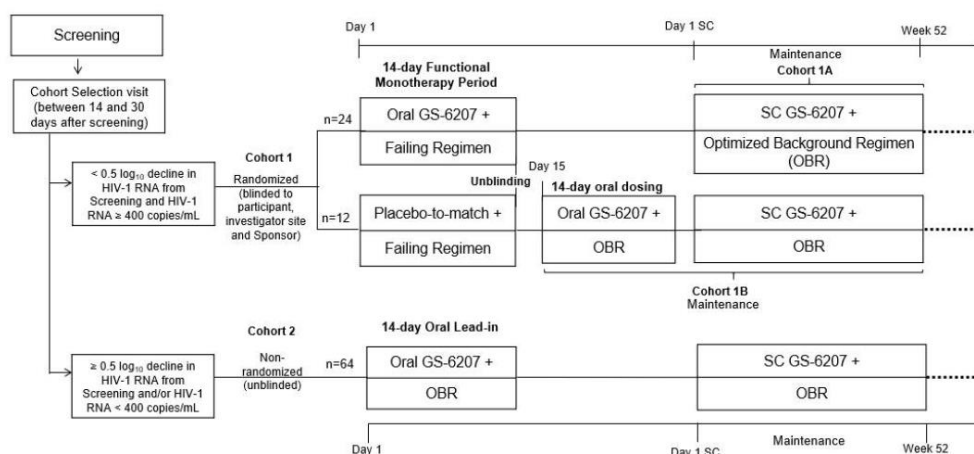 Screening
Cohort Selection visit
(between 14 and 30
days after screening)
Day 1
Day 1 SC
Week 52
Maintenance
14-day Functional
Monotherapy Period
Cohort 1A
n=24
Oral GS-6207 +
Failing Regimen
SC GS-6207 +
Optimized Background Regimen
(OBR)
< 0.5 log10 decline in
HIV-1 RNA from
Screening and HIV-1
RNA ≥ 400 copies/mL
Cohort 1
Randomized
(blinded to
participant,
investigator site
and Sponsor)
Unblinding
Day 15
14-day oral dosing
n=12
Placebo-to-match +
Failing Regimen
Oral GS-6207 +
OBR
SC GS-6207 +
OBR
Cohort 1B
Maintenance
≥ 0.5 log10 decline in
HIV-1 RNA from
Screening and/or HIV-1
RNA < 400 copies/mL
Cohort 2
Non-
randomized
(unblinded)
14-day Oral Lead-in
n=64
Oral GS-6207 +
OBR
SC GS-6207 +
OBR
Day 1
Day 1 SC
Maintenance
Week 52